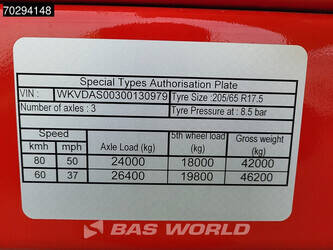 70294148
Special Types Authorisation Plate
VIN : WKVDAS00300130979 Tyre Size :205/65 R17.5
Number of axles : 3 Tyre Pressure at : 8.5 bar
Speed Axle Load (kg) 5th wheel load (kg) Gross weight (kg)
kmh mph
80 50 24000 18000 42000
60 37 26400 19800 46200
BAS WORLD